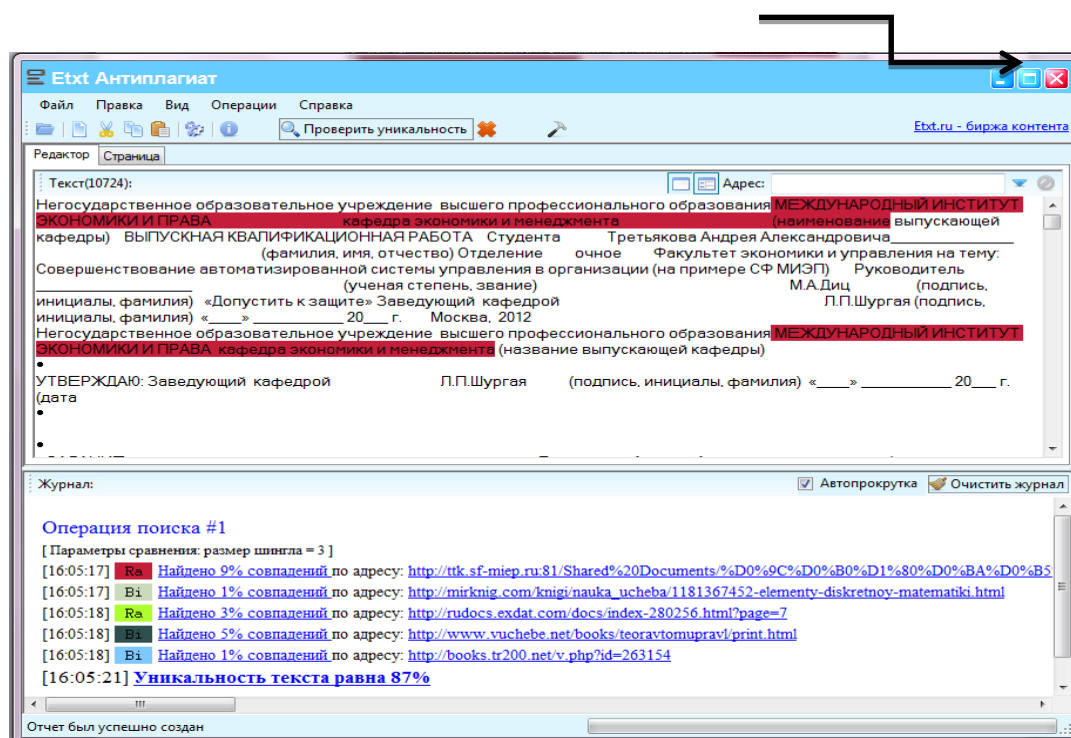 Etxt Антиплагиат
Файл Правка Вид Операции Справка
Проверить уникальность
Etxt.ru - биржа контента
Редактор Страница
Текст(10724):
Адрес:
Негосударственное образовательное учреждение высшего профессионального образования МЕЖДУНАРОДНЫЙ ИНСТИТУТ
ЭКОНОМИКИ И ПРАВА кафедра экономики и менеджмента (наименование выпускающей
кафедры) ВЫПУСКНАЯ КВАЛИФИКАЦИОННАЯ РАБОТА Студента Третьякова Андрея Александровича_______________
(фамилия, имя, отчество) Отделение очное Факультет экономики и управления на тему:
Совершенствование автоматизированной системы управления в организации (на примере СФ МИЭП) Руководитель
___________________ (ученая степень, звание) М.А.Диц (подпись,
инициалы, фамилия) «Допустить к защите» Заведующий кафедрой Л.П.Шургая (подпись,
инициалы, фамилия) «____» ___________ 20___ г. Москва, 2012
Негосударственное образовательное учреждение высшего профессионального образования МЕЖДУНАРОДНЫЙ ИНСТИТУТ
ЭКОНОМИКИ И ПРАВА кафедра экономики и менеджмента (название выпускающей кафедры)
•
УТВЕРЖДАЮ: Заведующий кафедрой Л.П.Шургая (подпись, инициалы, фамилия) «____» ___________ 20___ г.
(дата
•
•
Журнал:
Автопрокрутка Очистить журнал
Операция поиска #1
[ Параметры сравнения: размер шингла = 3 ]
[16:05:17] Ra Найдено 9% совпадений по адресу: http://ttk.sf-miep.ru:81/Shared%20Documents/%D0%9C%D0%B0%D1%80%D0%BA%D0%B5
[16:05:17] Bi Найдено 1% совпадений по адресу: http://mirknig.com/knigi/nauka_ucheba/1181367452-elementy-diskretnoy-matematiki.html
[16:05:18] Ra Найдено 3% совпадений по адресу: http://rudocs.exdat.com/docs/index-280256.html?page=7
[16:05:18] Bi Найдено 5% совпадений по адресу: http://www.vuchebe.net/books/teoravtomupravl/print.html
[16:05:18] Bi Найдено 1% совпадений по адресу: http://books.tr200.net/v.php?id=263154
[16:05:21] Уникальность текста равна 87%
Отчет был успешно создан